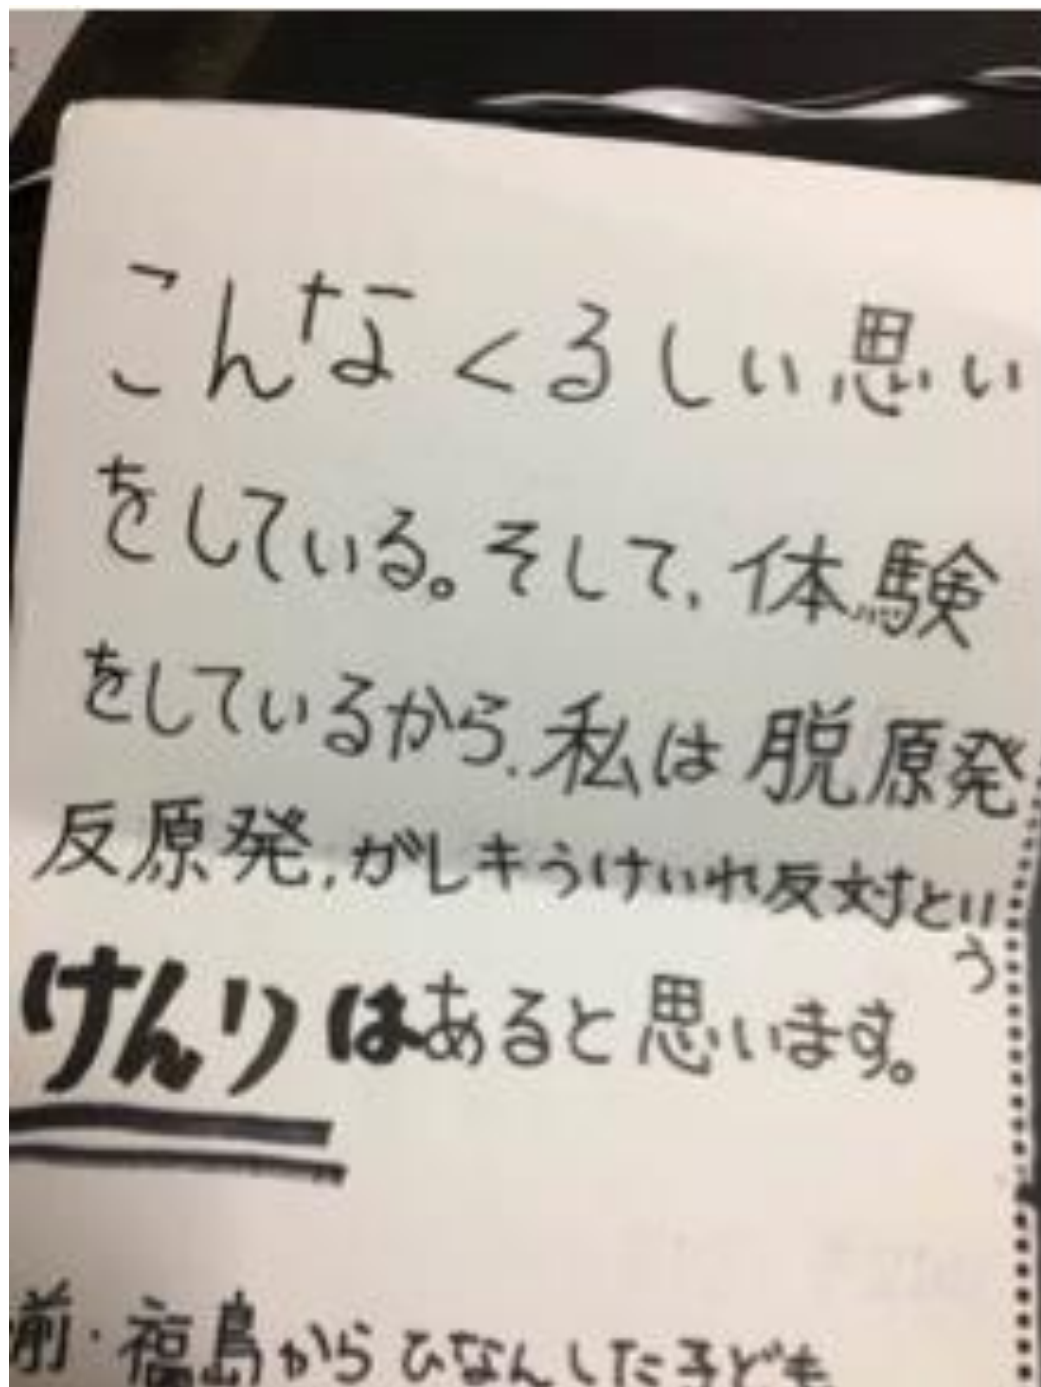 こんなくるしい思い
をしている。そして、体験
をしているから、私は脱原発
反原発、がレキうけいれ反対という
けんりはあると思います。
前・福島からひなんした子ども